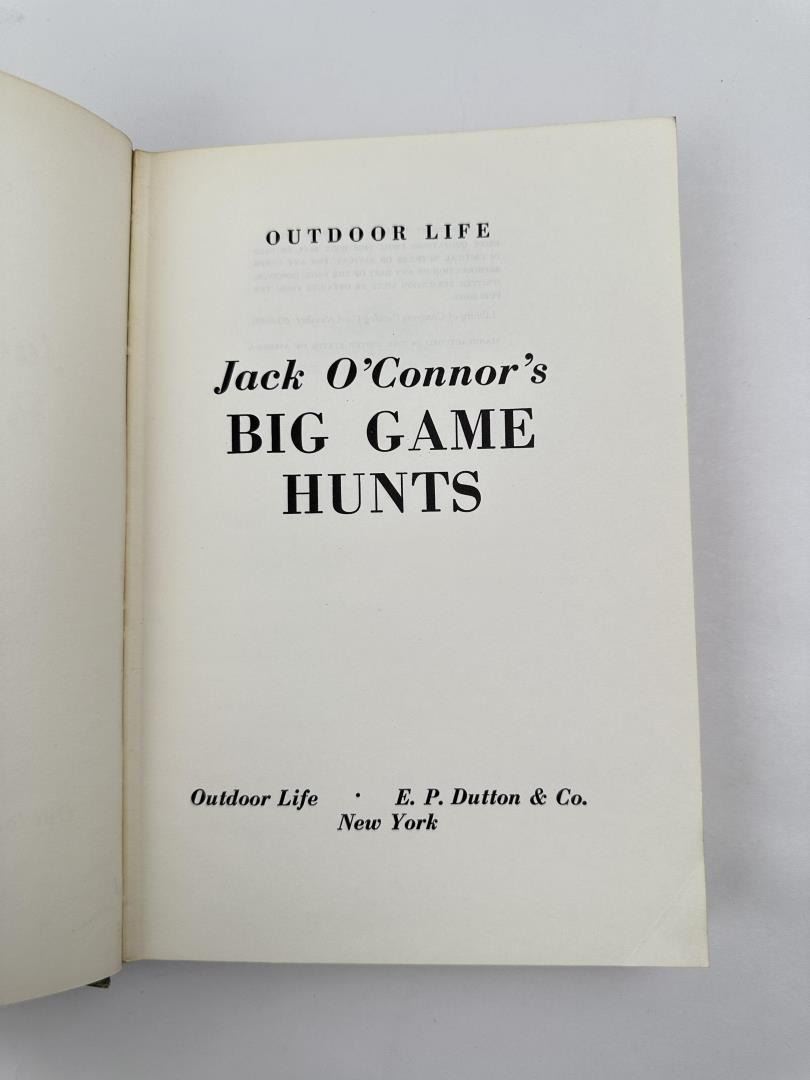 OUTDOOR LIFE
Jack O'Connor's
BIG GAME
HUNTS
Outdoor Life · E. P. Dutton & Co.
New York